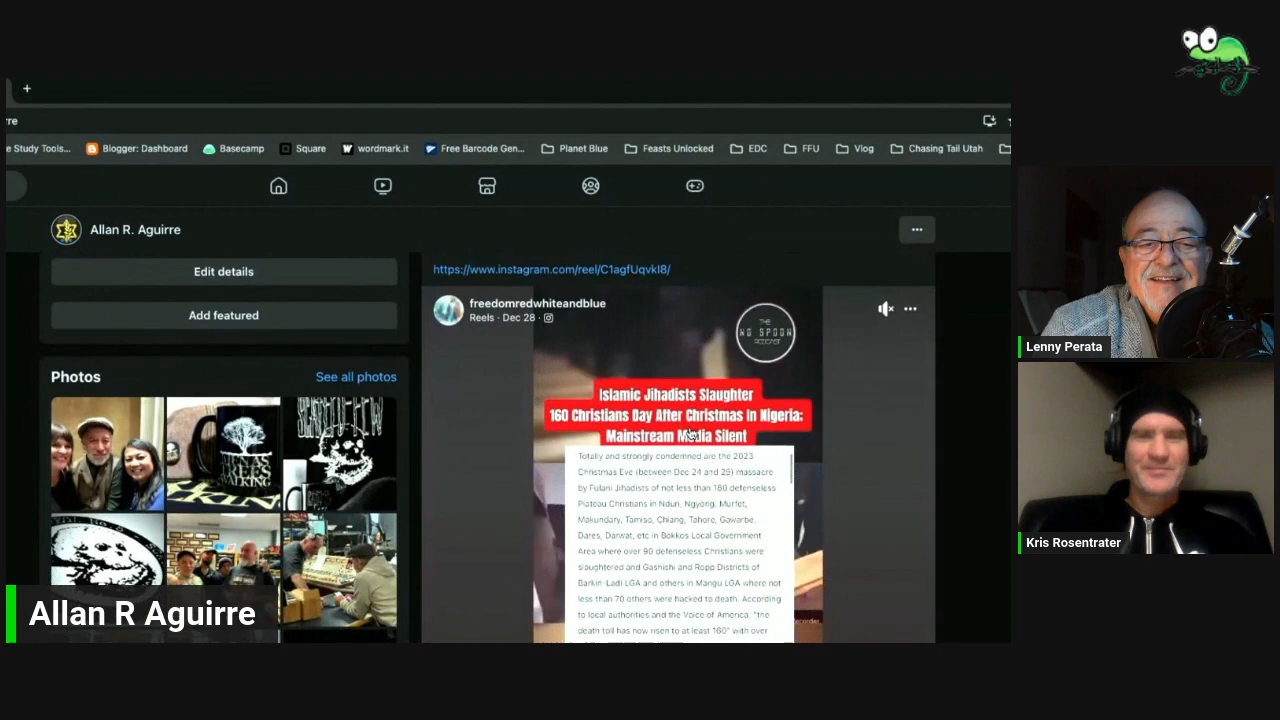 +
rre
e Study Tools...
Blogger: Dashboard
Basecamp
Square
wordmark.it
Free Barcode Gen...
Planet Blue
Feasts Unlocked
EDC
FFU
Vlog
Chasing Tail Utah
Allan R. Aguirre
Edit details
Add featured
Photos
See all photos
TREES
WALKING
https://www.instagram.com/reel/C1agfUqvkI8/
freedomredwhiteandblue
Reels · Dec 28 ·
THE
NO SPOON
PODCAST
Islamic Jihadists Slaughter
160 Christians Day After Christmas In Nigeria:
Mainstream Media Silent
Totally and strongly condemned are the 2023
Christmas Eve (between Dec 24 and 25) massacre
by Fulani Jihadists of not less than 160 defenseless
Plateau Christians in Ndun, Ngyong, Murfet,
Makundary, Tamiso, Chiang, Tahore, Gawarbe,
Dares, Darwat, etc in Bokkos Local Government
Area where over 90 defenseless Christians were
slaughtered and Gashishi and Ropp Districts of
Barkin-Ladi LGA and others in Mangu LGA where not
less than 70 others were hacked to death. According
to local authorities and the Voice of America, "the
death toll has now risen to at least 160" with over
Allan R Aguirre
Lenny Perata
Kris Rosentrater